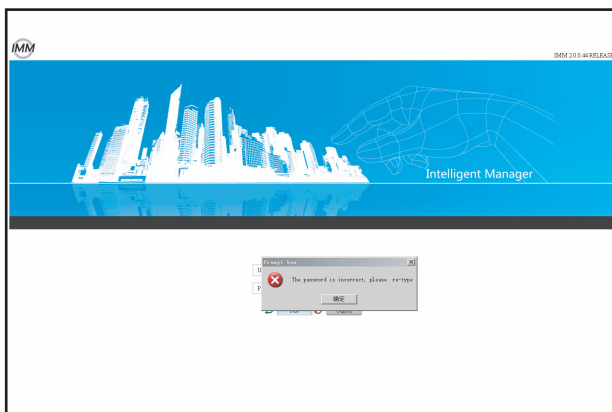 IMM
IMM 2.0.0.44 RELEASE
Intelligent Manager
Prompt box
The password is incorrect, please re-type
确定